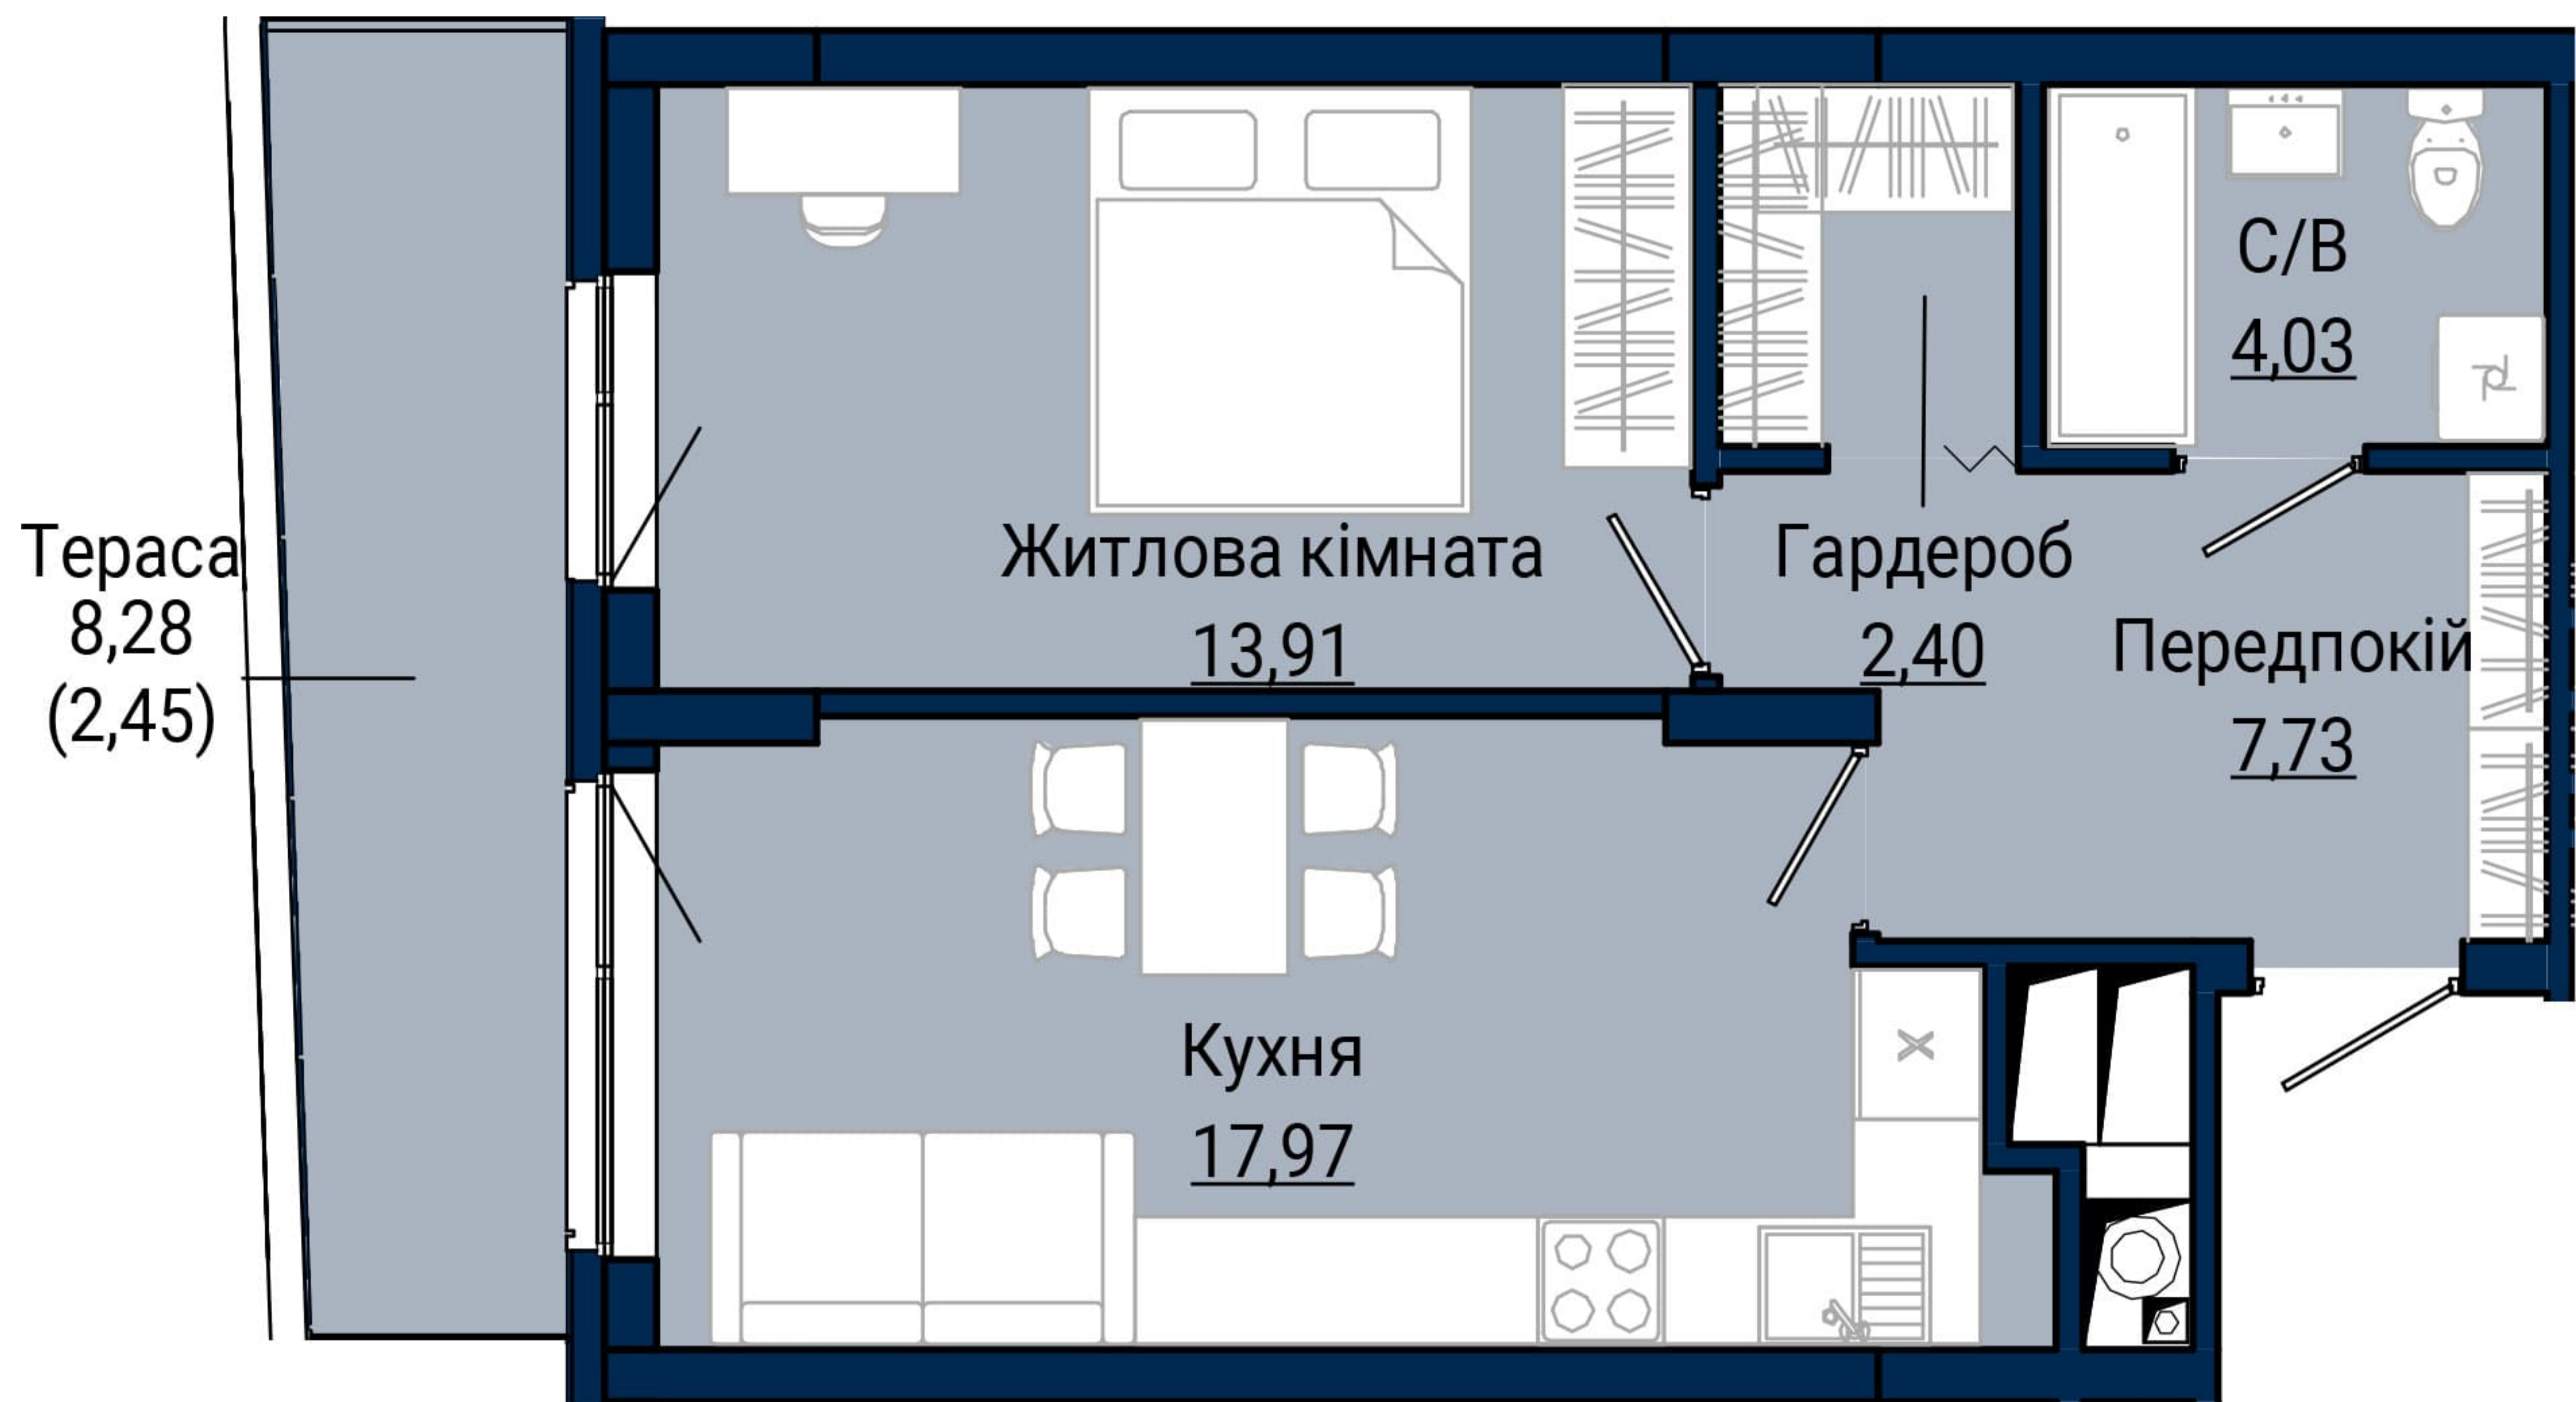 Тераса
8,28
(2,45)
Житлова кімната
13,91
Гардероб
2,40
С/В
4,03
Передпокій
7,73
Кухня
17,97